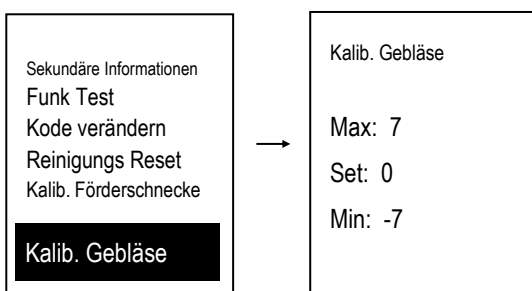 Sekundäre Informationen
Funk Test
Kode verändern
Reinigungs Reset
Kalib. Förderschnecke
Kalib. Gebläse
Kalib. Gebläse
Max: 7
Set: 0
Min: -7